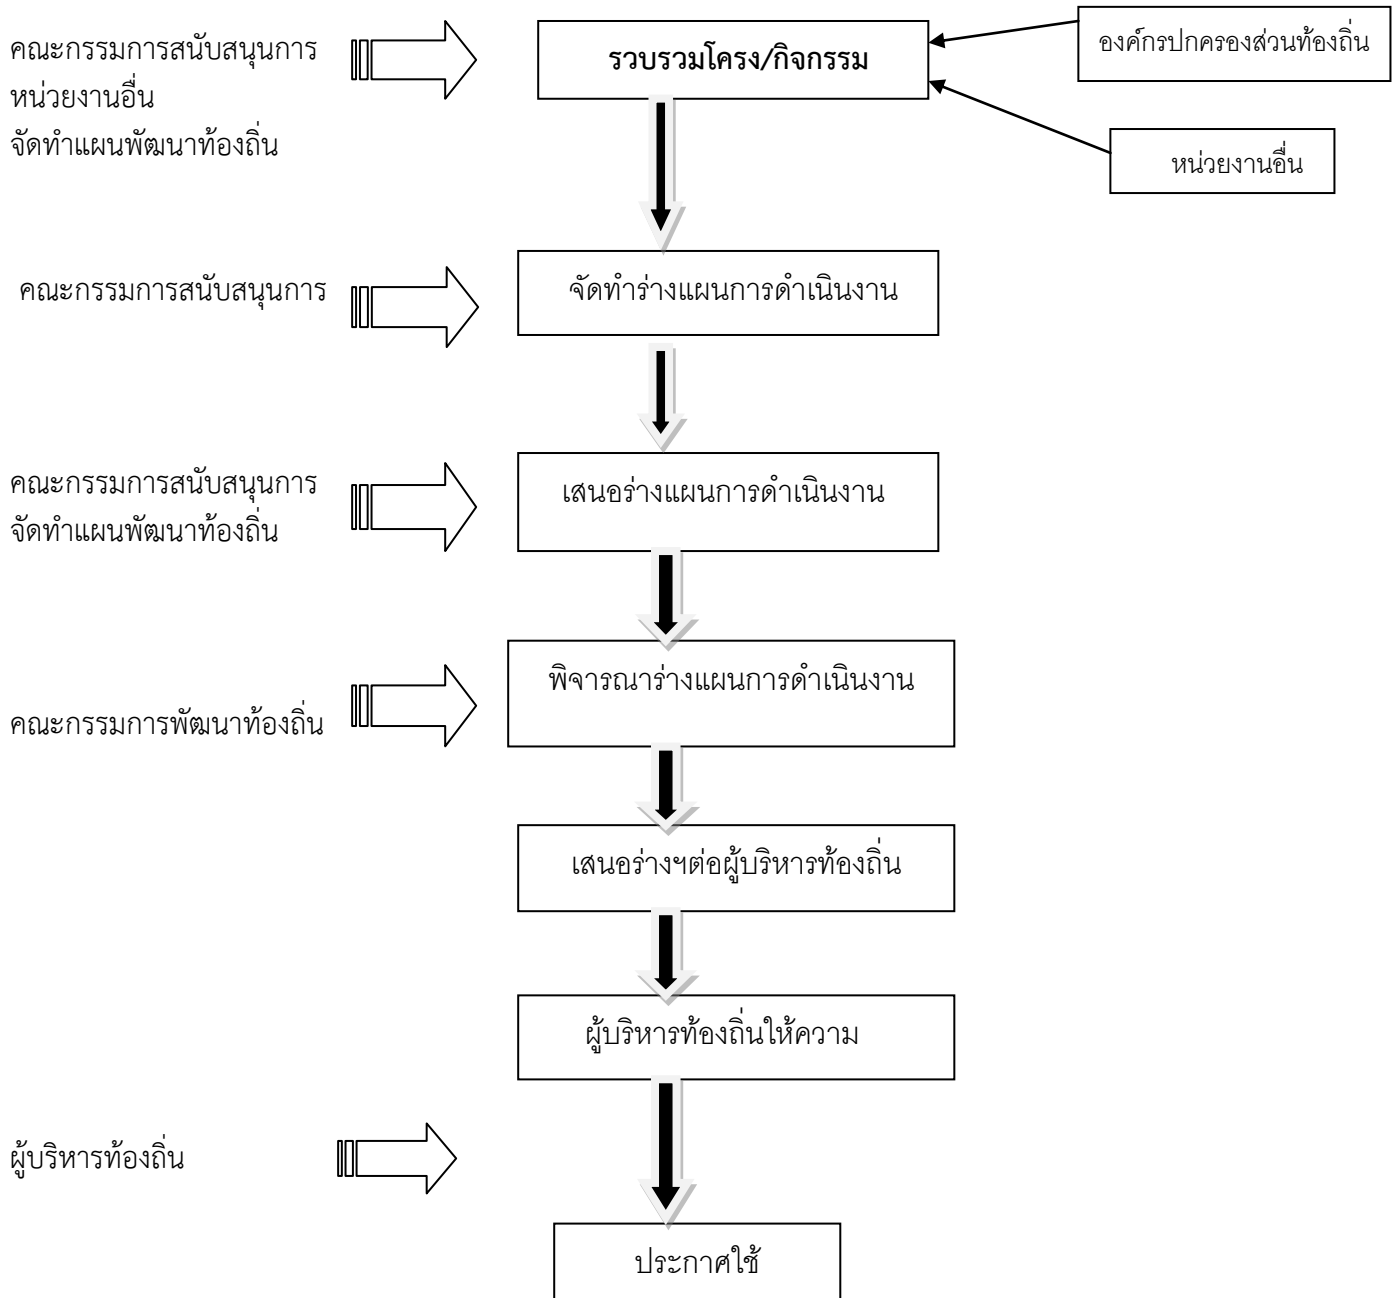 คณะกรรมการสนับสนุนการ
หน่วยงานอื่น
จัดทำแผนพัฒนาท้องถิ่น
รวบรวมโครง/กิจกรรม
องค์กรปกครองส่วนท้องถิ่น
หน่วยงานอื่น
คณะกรรมการสนับสนุนการ
จัดทำร่างแผนการดำเนินงาน
คณะกรรมการสนับสนุนการ
จัดทำแผนพัฒนาท้องถิ่น
เสนอร่างแผนการดำเนินงาน
คณะกรรมการพัฒนาท้องถิ่น
พิจารณาร่างแผนการดำเนินงาน
เสนอร่างฯต่อผู้บริหารท้องถิ่น
ผู้บริหารท้องถิ่นให้ความ
ผู้บริหารท้องถิ่น
ประกาศใช้